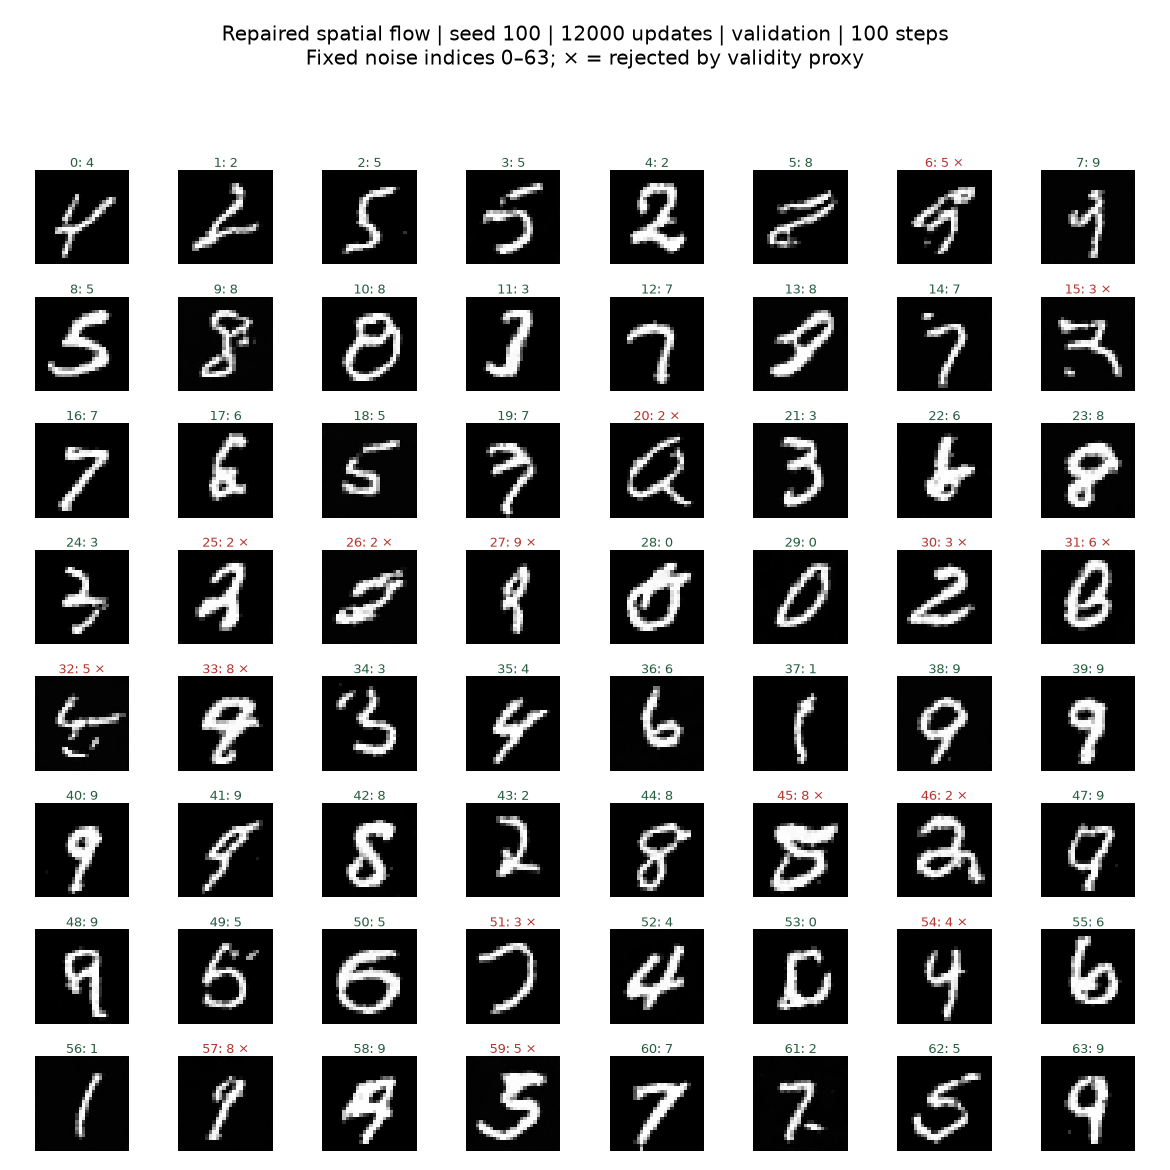 Repaired spatial flow | seed 100 | 12000 updates | validation | 100 steps
Fixed noise indices 0–63; × = rejected by validity proxy
0: 4 1: 2 2: 5 3: 5 4: 2 5: 8 6: 5 × 7: 9
8: 5 9: 8 10: 8 11: 3 12: 7 13: 8 14: 7 15: 3 ×
16: 7 17: 6 18: 5 19: 7 20: 2 × 21: 3 22: 6 23: 8
24: 3 25: 2 × 26: 2 × 27: 9 × 28: 0 29: 0 30: 3 × 31: 6 ×
32: 5 × 33: 8 × 34: 3 35: 4 36: 6 37: 1 38: 9 39: 9
40: 9 41: 9 42: 8 43: 2 44: 8 45: 8 × 46: 2 × 47: 9
48: 9 49: 5 50: 5 51: 3 × 52: 4 53: 0 54: 4 × 55: 6
56: 1 57: 8 × 58: 9 59: 5 × 60: 7 61: 2 62: 5 63: 9